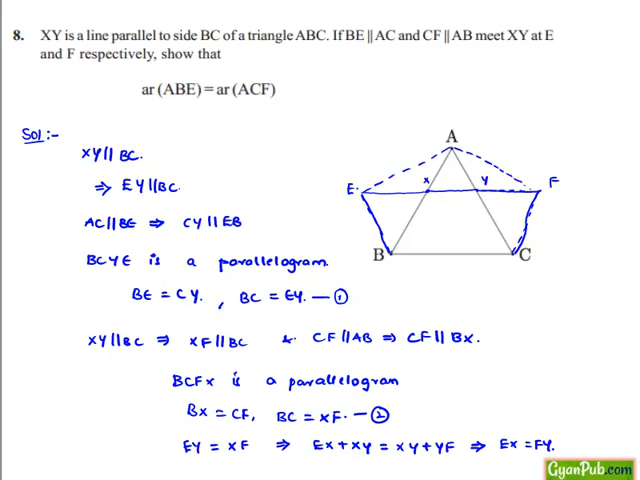 8. XY is a line parallel to side BC of a triangle ABC. If BE || AC and CF || AB meet XY at E
and F respectively, show that
ar (ABE) = ar (ACF)
Sol :-
XY || BC.
⇒ EY || BC.
AC || BE ⇒ CY || EB
BCYE is a parallelogram.
BE = CY. , BC = EY. — ①
XY || BC ⇒ XF || BC & CF || AB ⇒ CF || BX.
BCFX is a parallelogram
BX = CF, BC = XF. — ②
EY = XF ⇒ EX + XY = XY + YF ⇒ EX = FY.
A
E. X Y F
B C
GyanPub.com